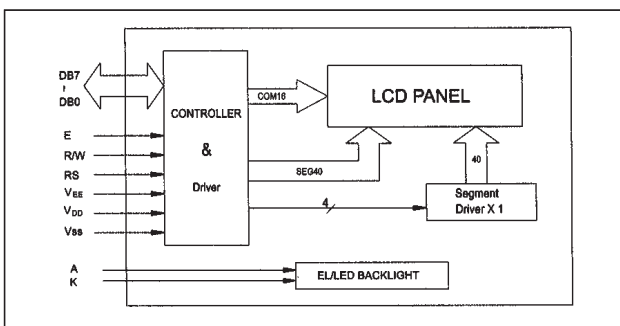 DB7
~
DB0
E
R/W
RS
VEE
VDD
Vss
A
K
CONTROLLER
&
Driver
COM16
SEG40
4
LCD PANEL
40
Segment
Driver X 1
EL/LED BACKLIGHT